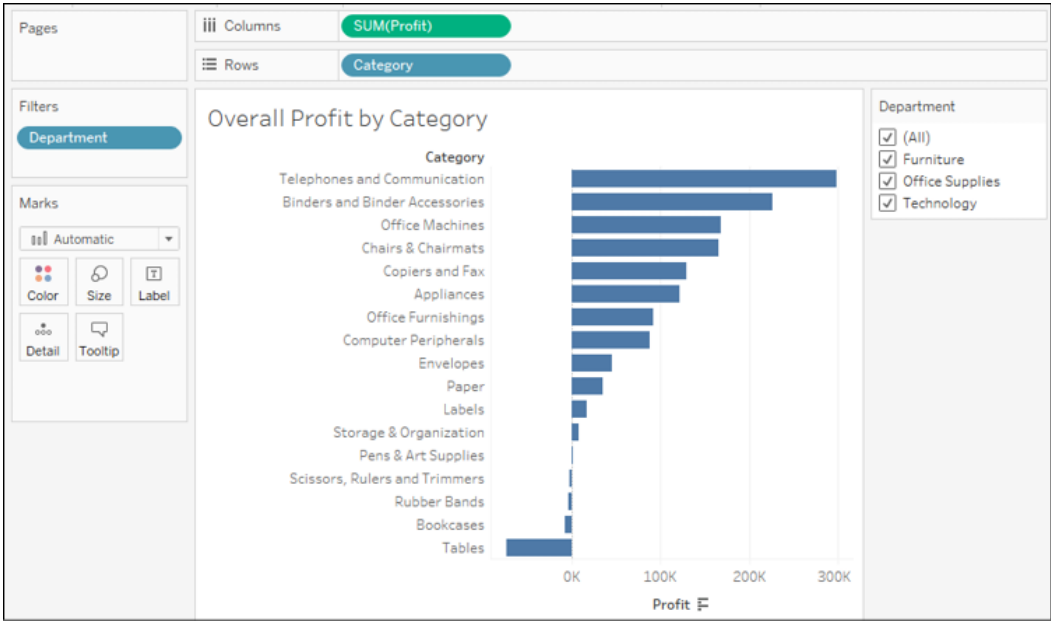 Pages
Columns
SUM(Profit)
Rows
Category
Filters
Department
Marks
Automatic
Color
Size
Label
Detail
Tooltip
Overall Profit by Category
Category
Telephones and Communication
Binders and Binder Accessories
Office Machines
Chairs & Chairmats
Copiers and Fax
Appliances
Office Furnishings
Computer Peripherals
Envelopes
Paper
Labels
Storage & Organization
Pens & Art Supplies
Scissors, Rulers and Trimmers
Rubber Bands
Bookcases
Tables
0K 100K 200K 300K
Profit
Department
(All)
Furniture
Office Supplies
Technology